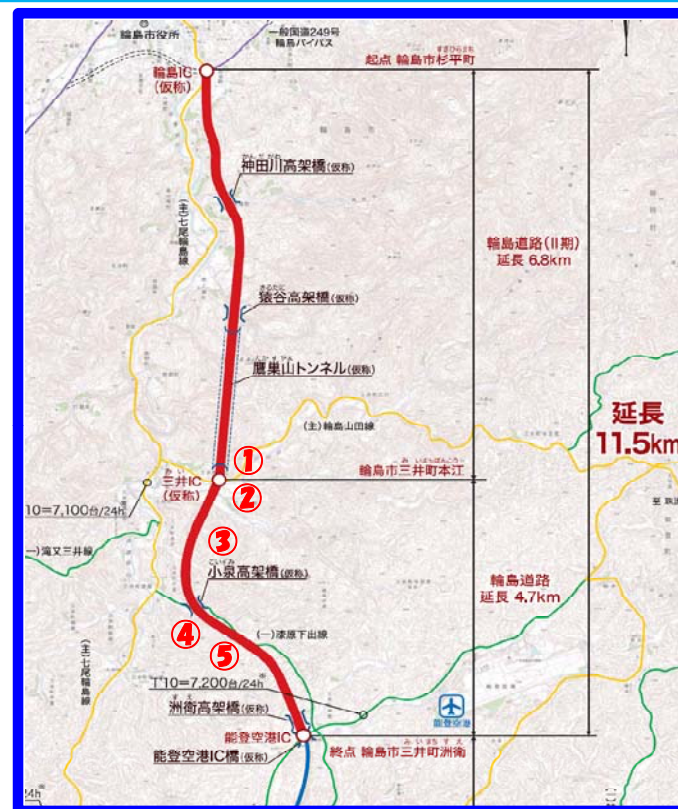 輪島市役所
一般国道249号
輪島バイパス
輪島IC
(仮称)
すぎひらまち
起点 輪島市杉平町
神田川高架橋(仮称)
(主)七尾輪島線
輪島道路(II期)
延長 6.8km
猿谷高架橋(仮称)
鷹巣山トンネル(仮称)
(主)輪島山田線
延長
11.5km
①
輪島市三井町本江
三井IC
(仮称)
②
10=7,100台/24h
③
(一)滝又三井線
小泉高架橋(仮称)
輪島道路
延長 4.7km
④
(一)漆原下出線
⑤
(主)七尾輪島線
T10=7,200台/24h
洲衛高架橋(仮称)
能登空港
能登空港IC
終点 輪島市三井町洲衛
能登空港IC橋(仮称)
24h